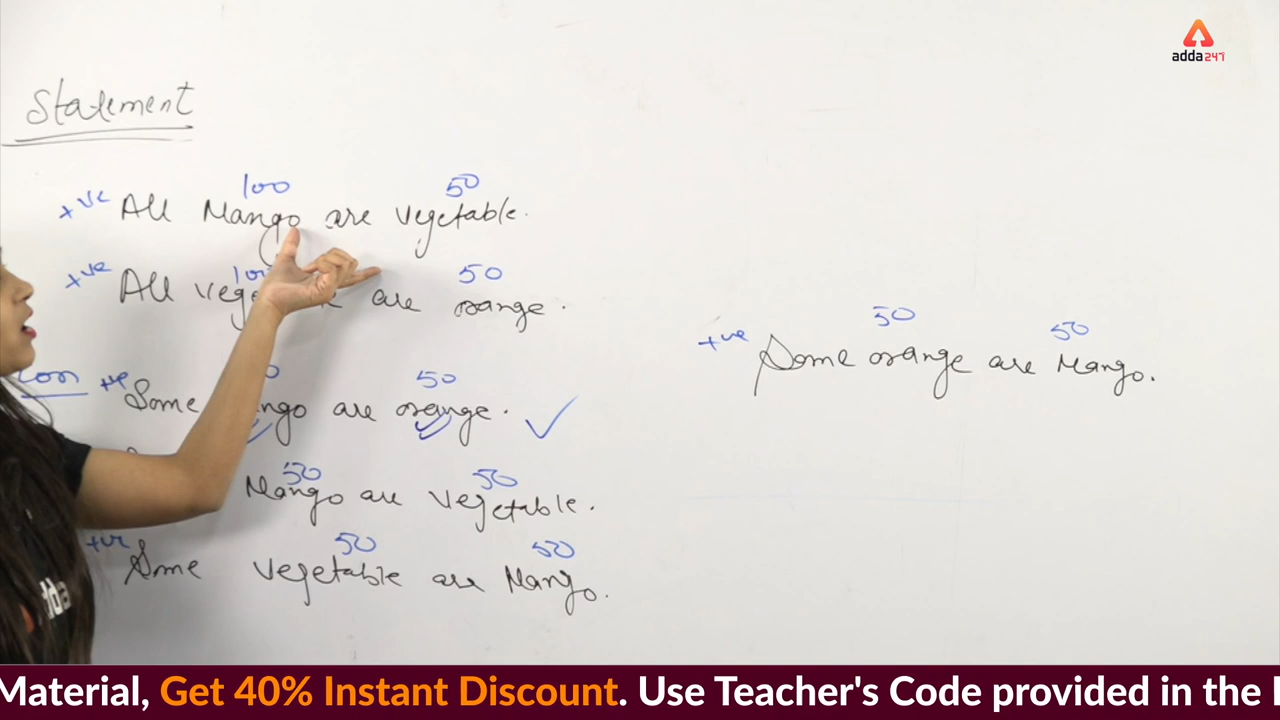 adda247
Statement
100 50
+ve All Mango are vegetable.
100 50
+ve All vege are orange.
50
Con +ve Some ngo are orange. ✓
50 50
Mango are vegetable.
+ve 50 50
Some vegetable are Mango.
50 50
+ve Some orange are Mango.
dda
Material, Get 40% Instant Discount. Use Teacher's Code provided in the